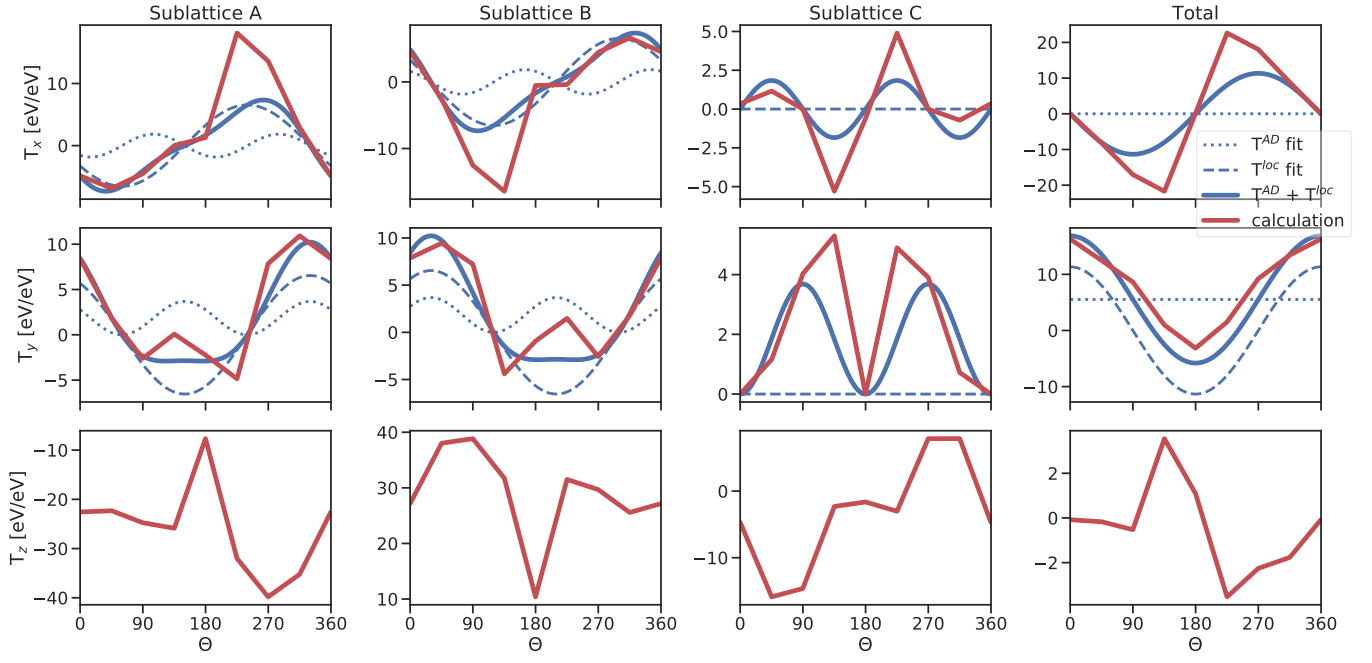 Sublattice A
Sublattice B
Sublattice C
Total
T_x [eV/eV]
10
0
0
−10
5.0
2.5
0.0
−2.5
−5.0
20
10
0
−10
−20
T^AD fit
T^loc fit
T^AD + T^loc
calculation
T_y [eV/eV]
10
5
0
−5
10
5
0
−5
4
2
0
10
0
−10
T_z [eV/eV]
−10
−20
−30
−40
40
30
20
10
0
−10
2
0
−2
0 90 180 270 360
0 90 180 270 360
0 90 180 270 360
0 90 180 270 360
Θ
Θ
Θ
Θ